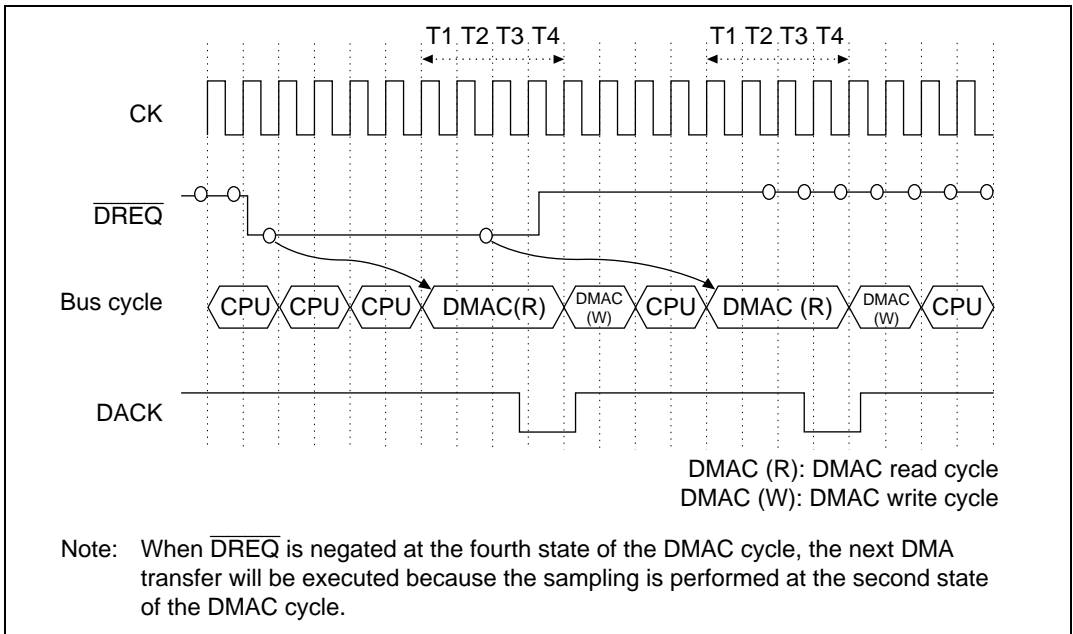 T1 T2 T3 T4 T1 T2 T3 T4
CK
DREQ
Bus cycle CPU CPU CPU DMAC(R) DMAC (W) CPU DMAC (R) DMAC (W) CPU
DACK
DMAC (R): DMAC read cycle
DMAC (W): DMAC write cycle
Note: When DREQ is negated at the fourth state of the DMAC cycle, the next DMA
transfer will be executed because the sampling is performed at the second state
of the DMAC cycle.